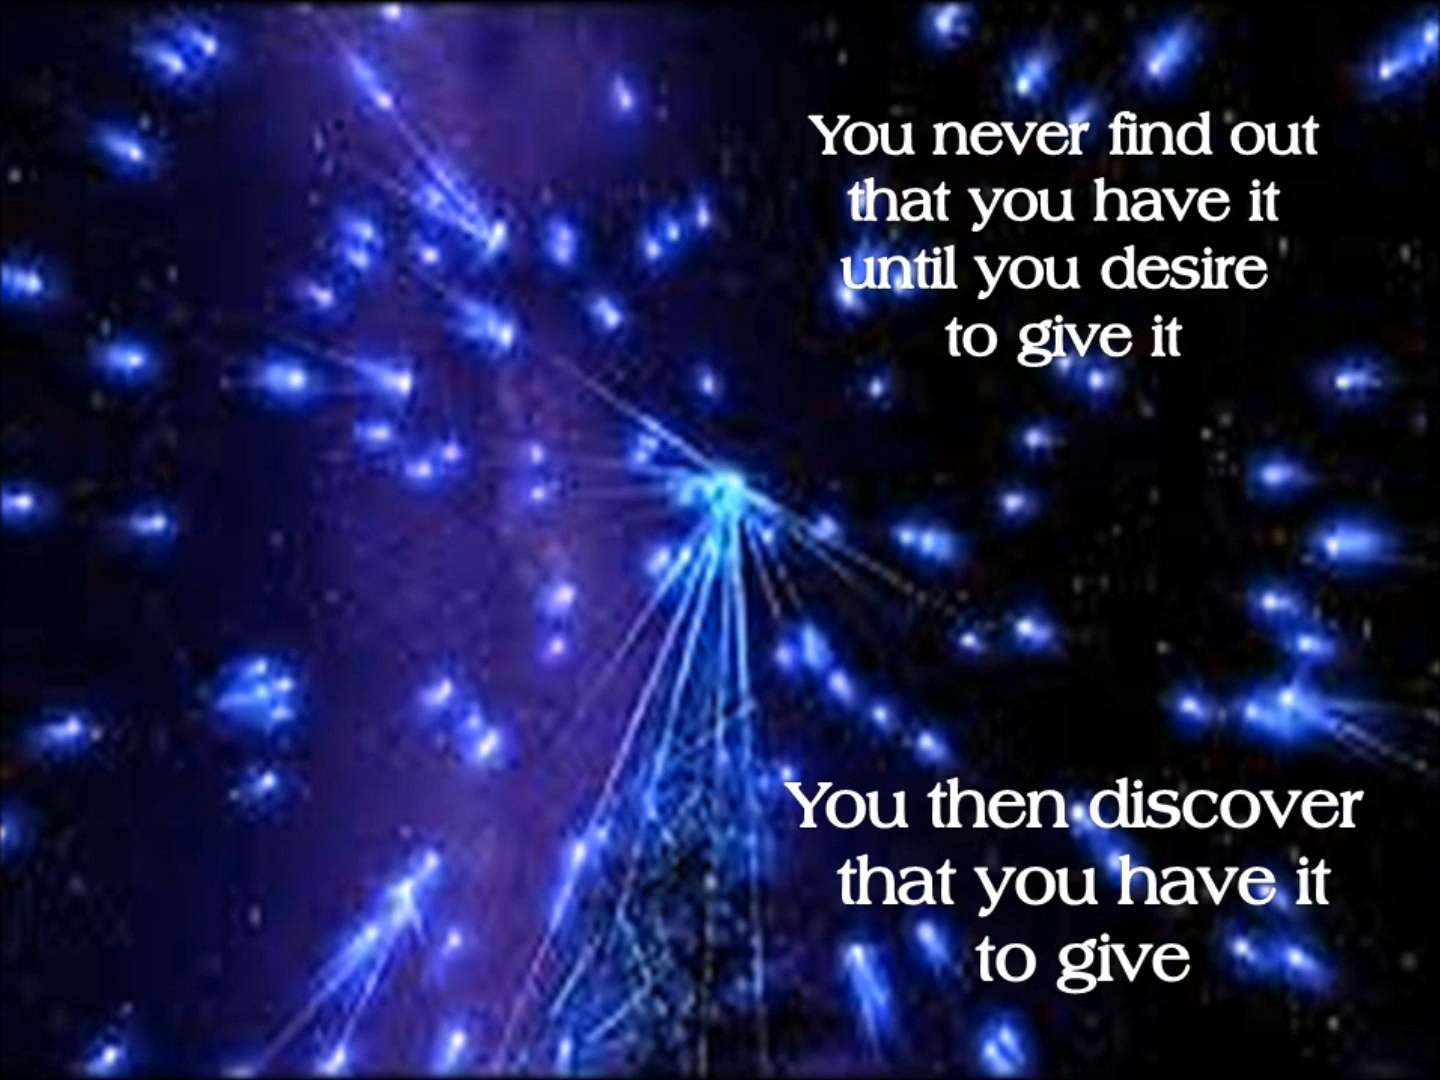 You never find out
that you have it
until you desire
to give it
You then discover
that you have it
to give